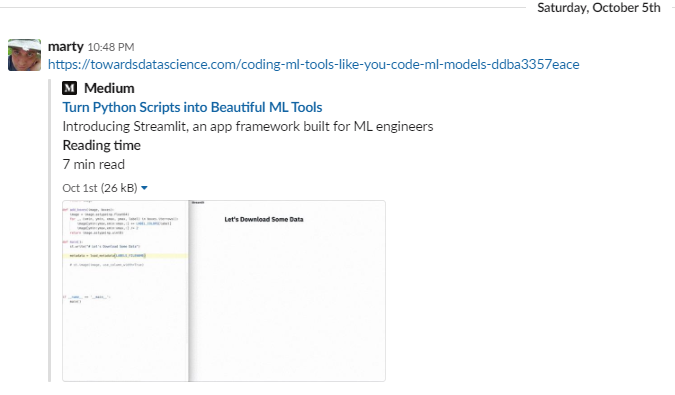 Saturday, October 5th
marty 10:48 PM
https://towardsdatascience.com/coding-ml-tools-like-you-code-ml-models-ddba3357eace
M Medium
Turn Python Scripts into Beautiful ML Tools
Introducing Streamlit, an app framework built for ML engineers
Reading time
7 min read
Oct 1st (26 kB)
Let's Download Some Data